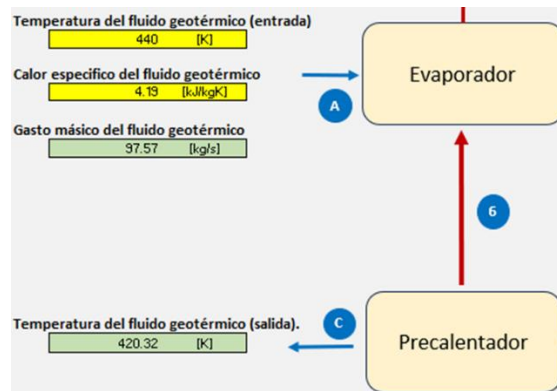 Temperatura del fluido geotérmico (entrada)
440 [K]
Calor especifico del fluido geotérmico
4.19 [kJ/kgK]
Gasto másico del fluido geotérmico
97.57 [kg/s]
A
Evaporador
6
Temperatura del fluido geotérmico (salida).
420.32 [K]
C
Precalentador